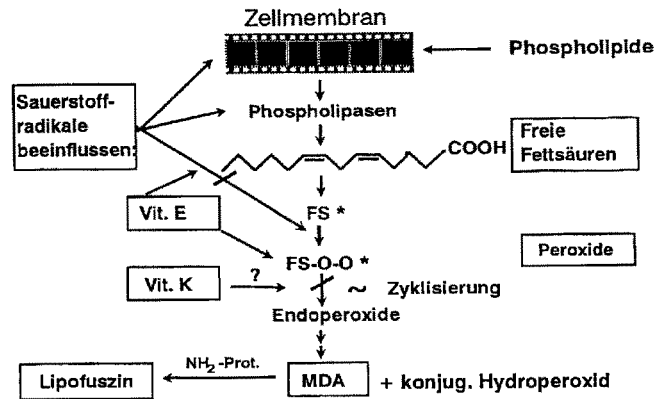 Zellmembran
Phospholipide
Sauerstoff-
radikale
beeinflussen:
Phospholipasen
COOH
Freie
Fettsäuren
Vit. E
FS *
Peroxide
FS-O-O *
Vit. K
?
~ Zyklisierung
Endoperoxide
Lipofuszin
NH₂-Prot.
MDA
+ konjug. Hydroperoxid